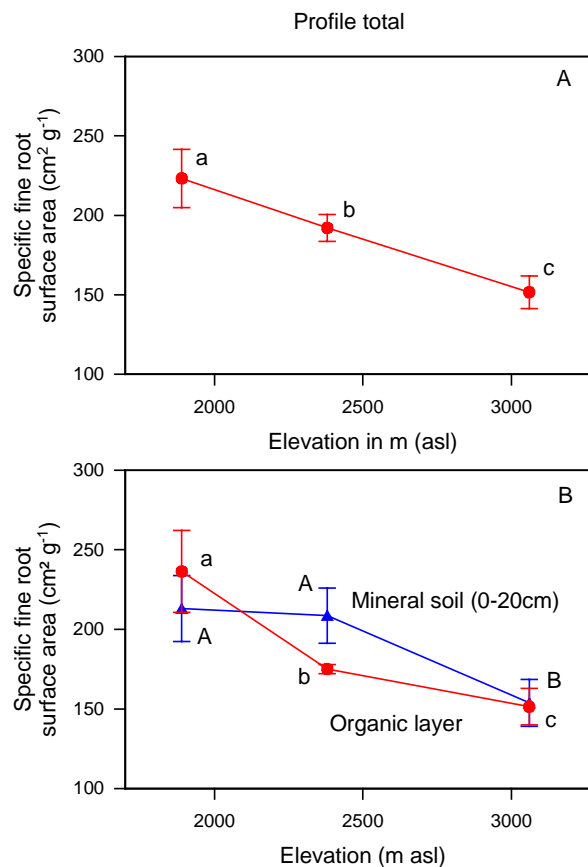 Profile total
A
300
250
200
150
100
Specific fine root
surface area (cm² g⁻¹)
a
b
c
2000
2500
3000
Elevation in m (asl)
B
300
250
200
150
100
Specific fine root
surface area (cm² g⁻¹)
a
A
A
b
Mineral soil (0-20cm)
Organic layer
B
c
2000
2500
3000
Elevation (m asl)